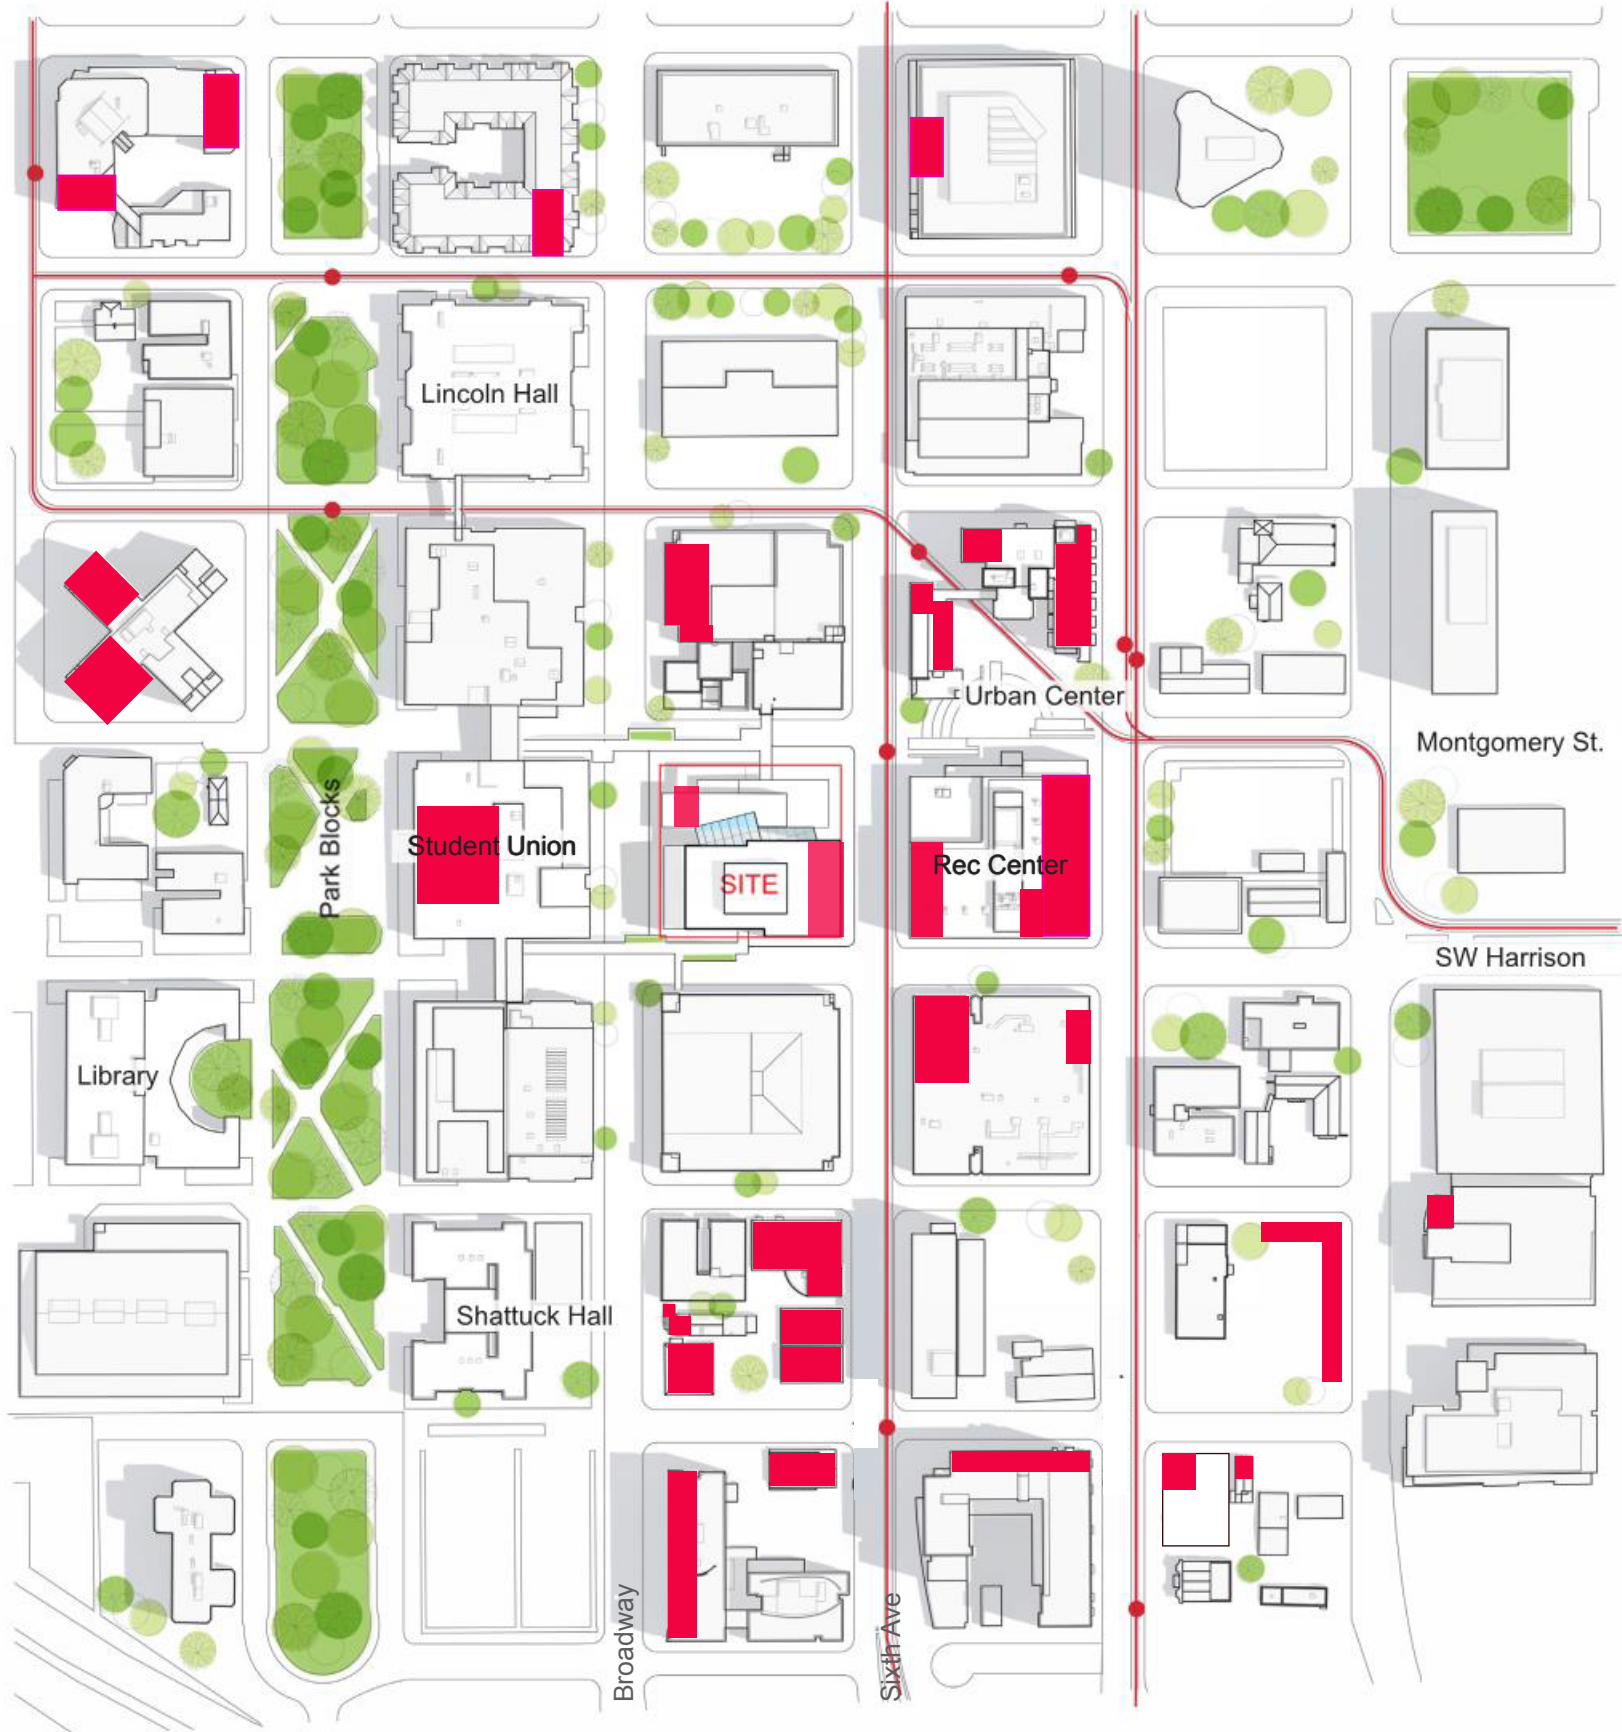 Lincoln Hall
Urban Center
Montgomery St.
Park Blocks
Student Union
SITE
Rec Center
SW Harrison
Library
Shattuck Hall
Broadway
Sixth Ave